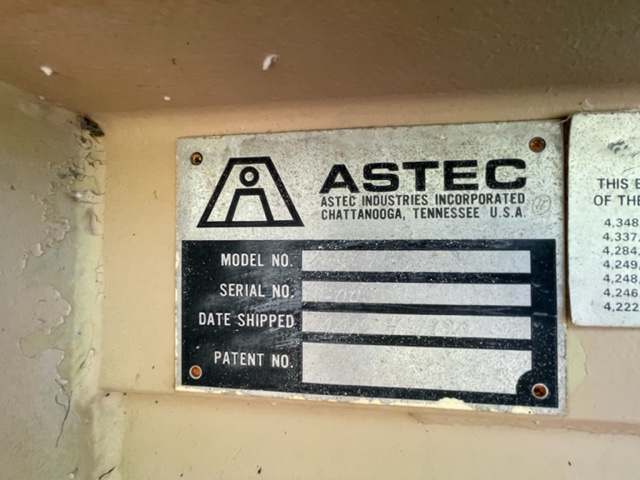 ASTEC
ASTEC INDUSTRIES INCORPORATED
CHATTANOOGA, TENNESSEE U.S.A
MODEL NO.
SERIAL NO.
DATE SHIPPED
PATENT NO.
THIS E
OF THE
4,348
4,337,
4,284,
4,249,
4,248,
4,246
4,222